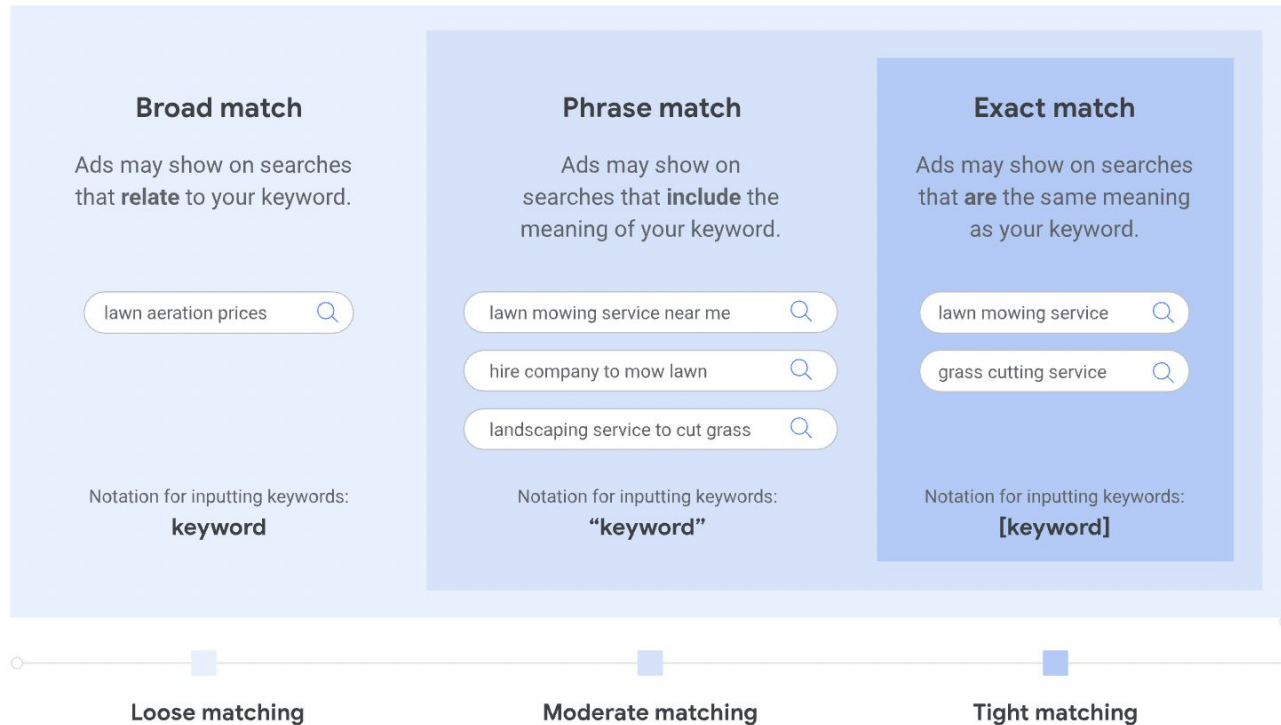 Broad match
Ads may show on searches
that relate to your keyword.
lawn aeration prices
Notation for inputting keywords:
keyword
Phrase match
Ads may show on
searches that include the
meaning of your keyword.
lawn mowing service near me
hire company to mow lawn
landscaping service to cut grass
Notation for inputting keywords:
“keyword”
Exact match
Ads may show on searches
that are the same meaning
as your keyword.
lawn mowing service
grass cutting service
Notation for inputting keywords:
[keyword]
Loose matching
Moderate matching
Tight matching